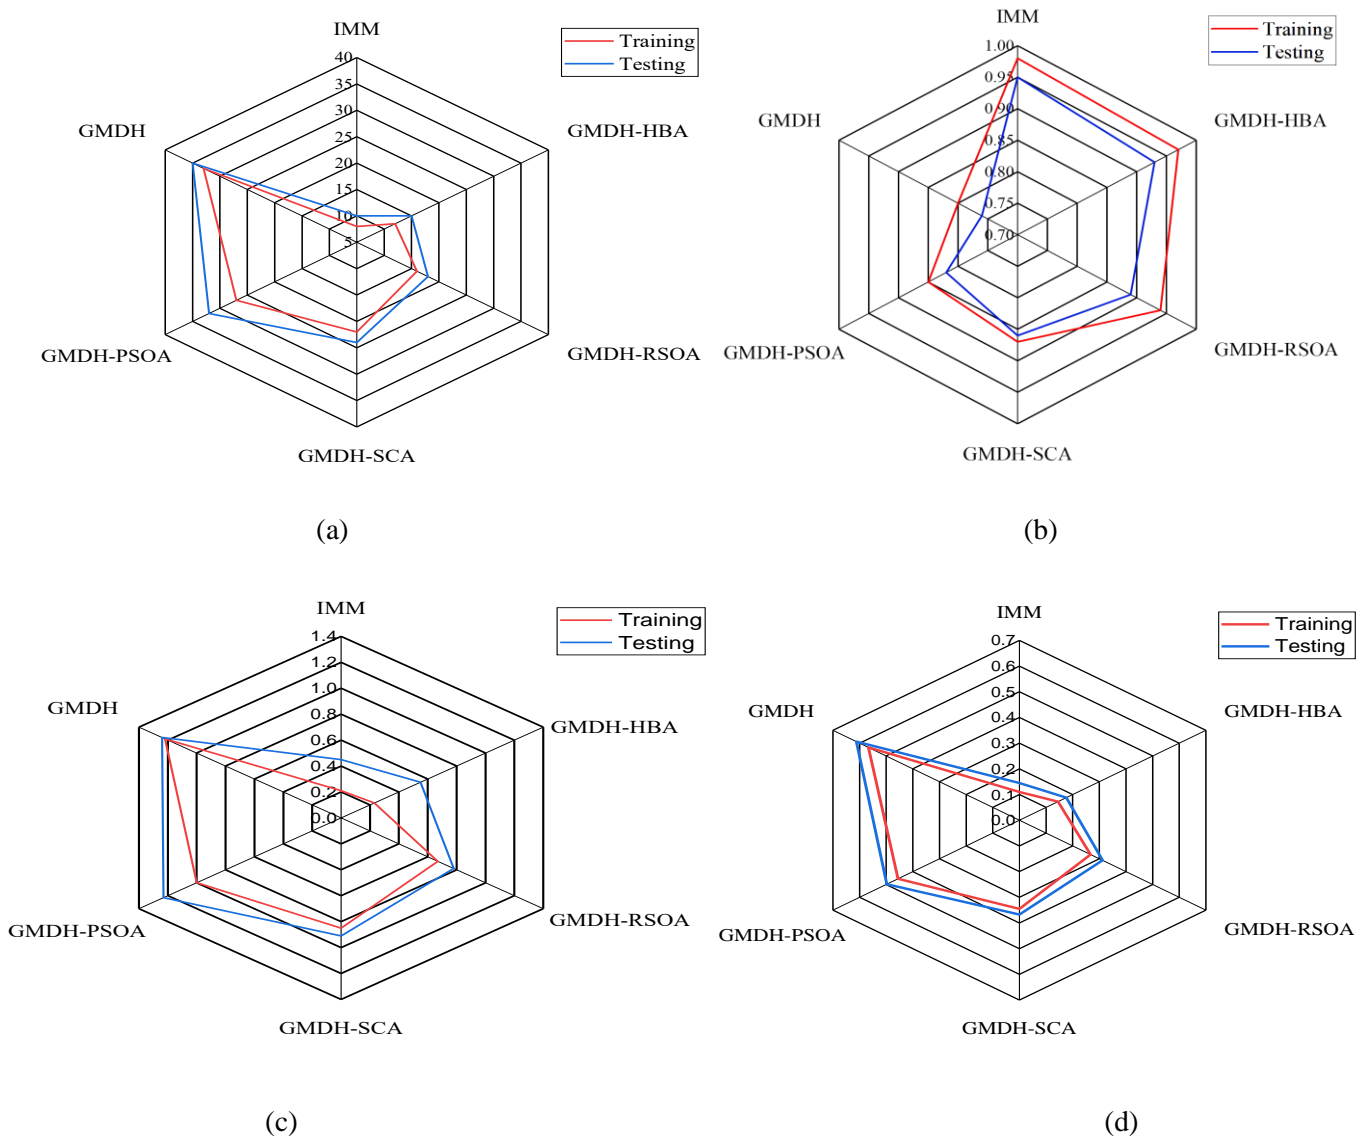 IMM
40
35
30
25
20
15
10
5
Training
Testing
GMDH
GMDH-HBA
GMDH-PSOA
GMDH-RSOA
GMDH-SCA
(a)
IMM
1.00
0.95
0.90
0.85
0.80
0.75
0.70
Training
Testing
GMDH
GMDH-HBA
GMDH-PSOA
GMDH-RSOA
GMDH-SCA
(b)
IMM
1.4
1.2
1.0
0.8
0.6
0.4
0.2
0.0
Training
Testing
GMDH
GMDH-HBA
GMDH-PSOA
GMDH-RSOA
GMDH-SCA
(c)
IMM
0.7
0.6
0.5
0.4
0.3
0.2
0.1
0.0
Training
Testing
GMDH
GMDH-HBA
GMDH-PSOA
GMDH-RSOA
GMDH-SCA
(d)